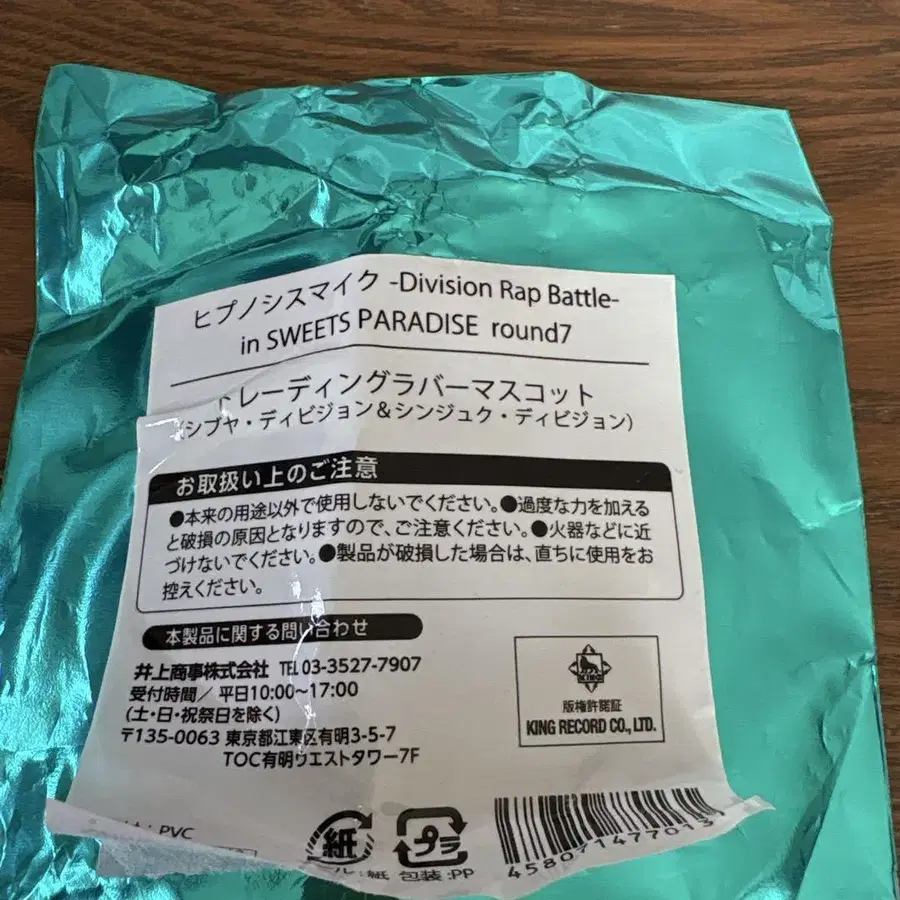 ヒプノシスマイク -Division Rap Battle-
in SWEETS PARADISE round7
トレーディングラバーマスコット
(シブヤ・ディビジョン＆シンジュク・ディビジョン)
お取扱い上のご注意
●本来の用途以外で使用しないでください。●過度な力を加える
と破損の原因となりますので、ご注意ください。●火器などに近
づけないでください。●製品が破損した場合は、直ちに使用をお
控えください。
本製品に関する問い合わせ
井上商事株式会社 TEL03-3527-7907
受付時間／平日10:00〜17:00
(土・日・祝祭日を除く)
〒135-0063 東京都江東区有明3-5-7
TOC有明ウエストタワー7F
KING
版権許諾証
KING RECORD CO., LTD.
PVC
紙
プラ
ル:紙 包装:PP